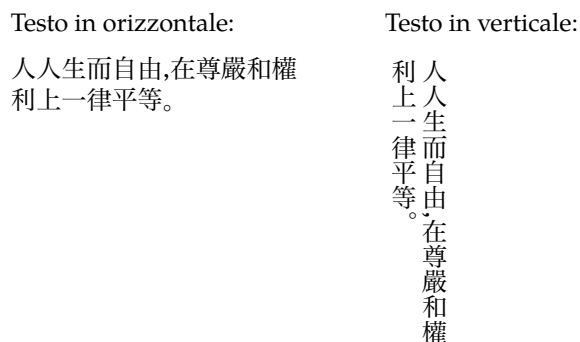 Testo in orizzontale:
人人生而自由,在尊嚴和權
利上一律平等。
Testo in verticale:
人人生而自由,在尊嚴和權
利上一律平等。